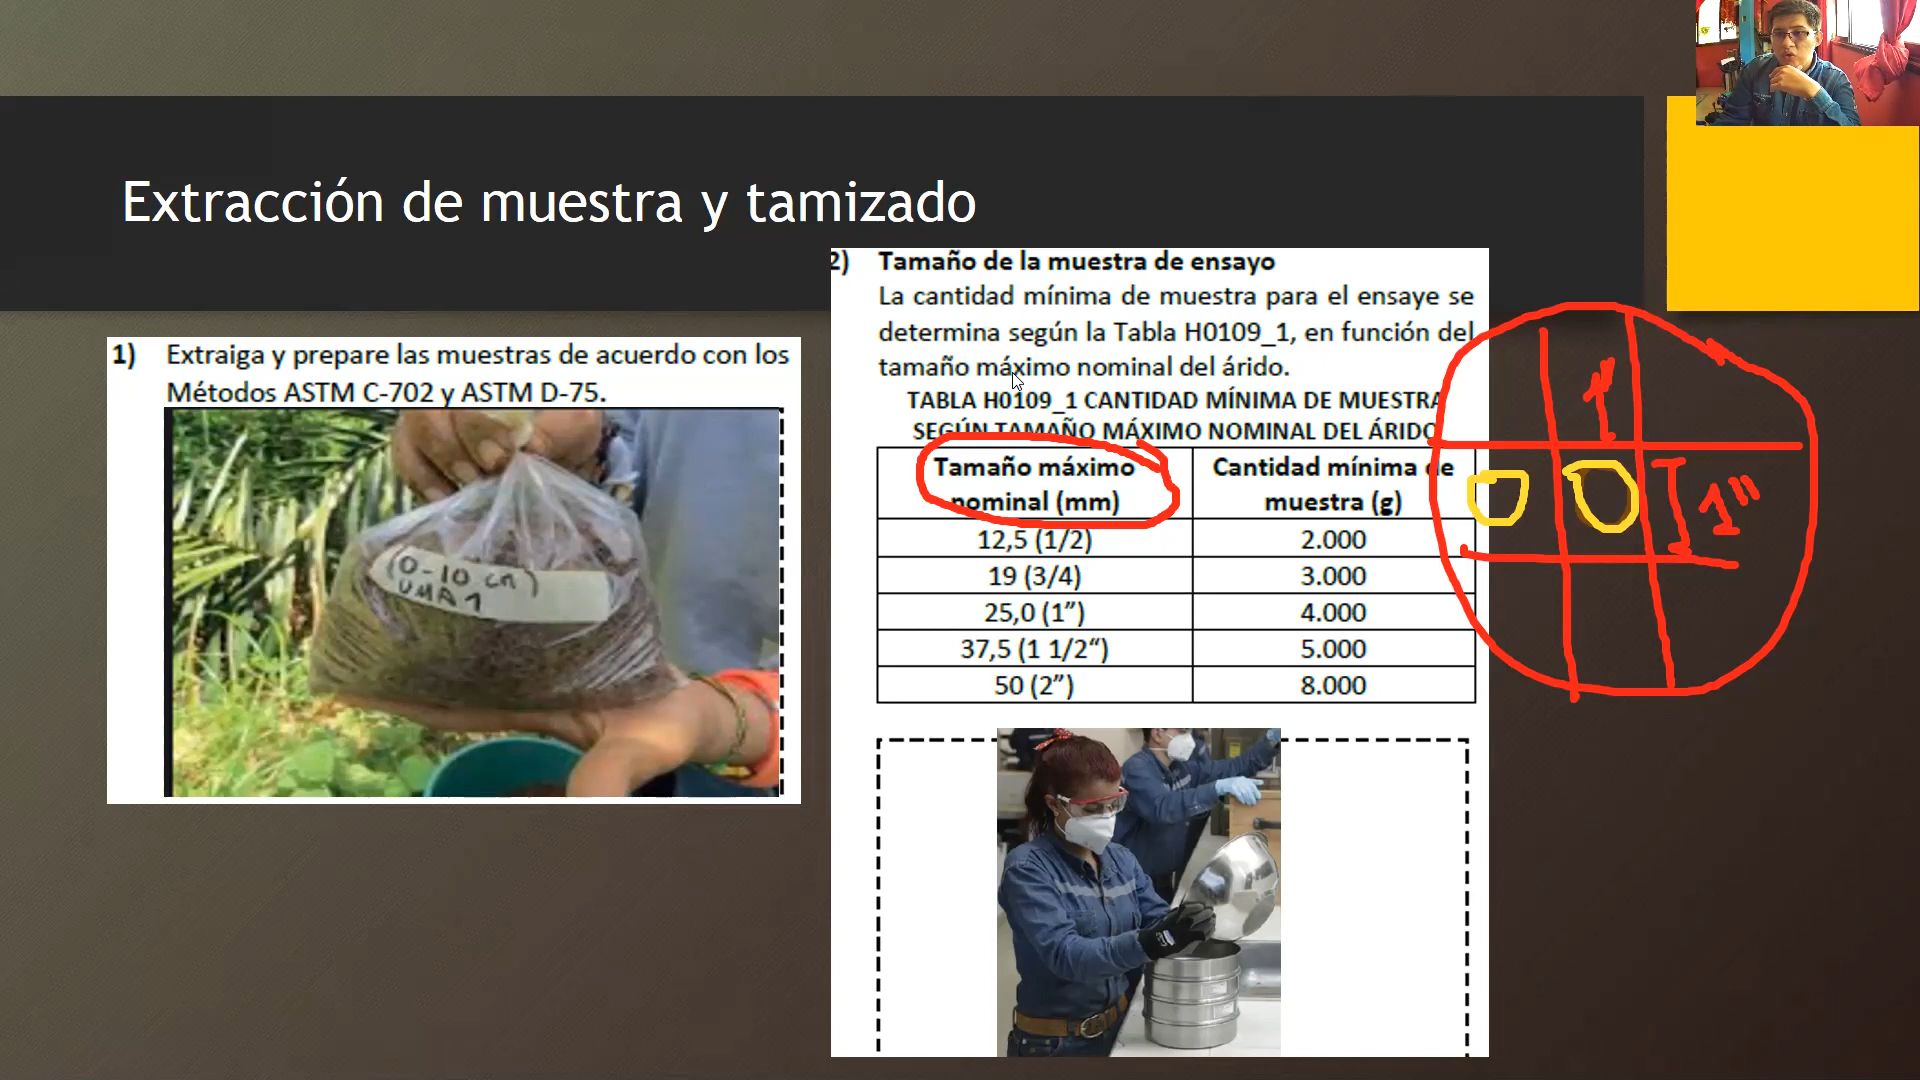 Extracción de muestra y tamizado
1) Extraiga y prepare las muestras de acuerdo con los
Métodos ASTM C-702 y ASTM D-75.
(0-10 cm)
UMA1
2) Tamaño de la muestra de ensayo
La cantidad mínima de muestra para el ensaye se
determina según la Tabla H0109_1, en función del
tamaño máximo nominal del árido.
TABLA H0109_1 CANTIDAD MÍNIMA DE MUESTRA
SEGÚN TAMAÑO MÁXIMO NOMINAL DEL ÁRIDO
Tamaño máximo nominal (mm) Cantidad mínima de muestra (g)
12,5 (1/2) 2.000
19 (3/4) 3.000
25,0 (1”) 4.000
37,5 (1 1/2“) 5.000
50 (2”) 8.000
1"
1"